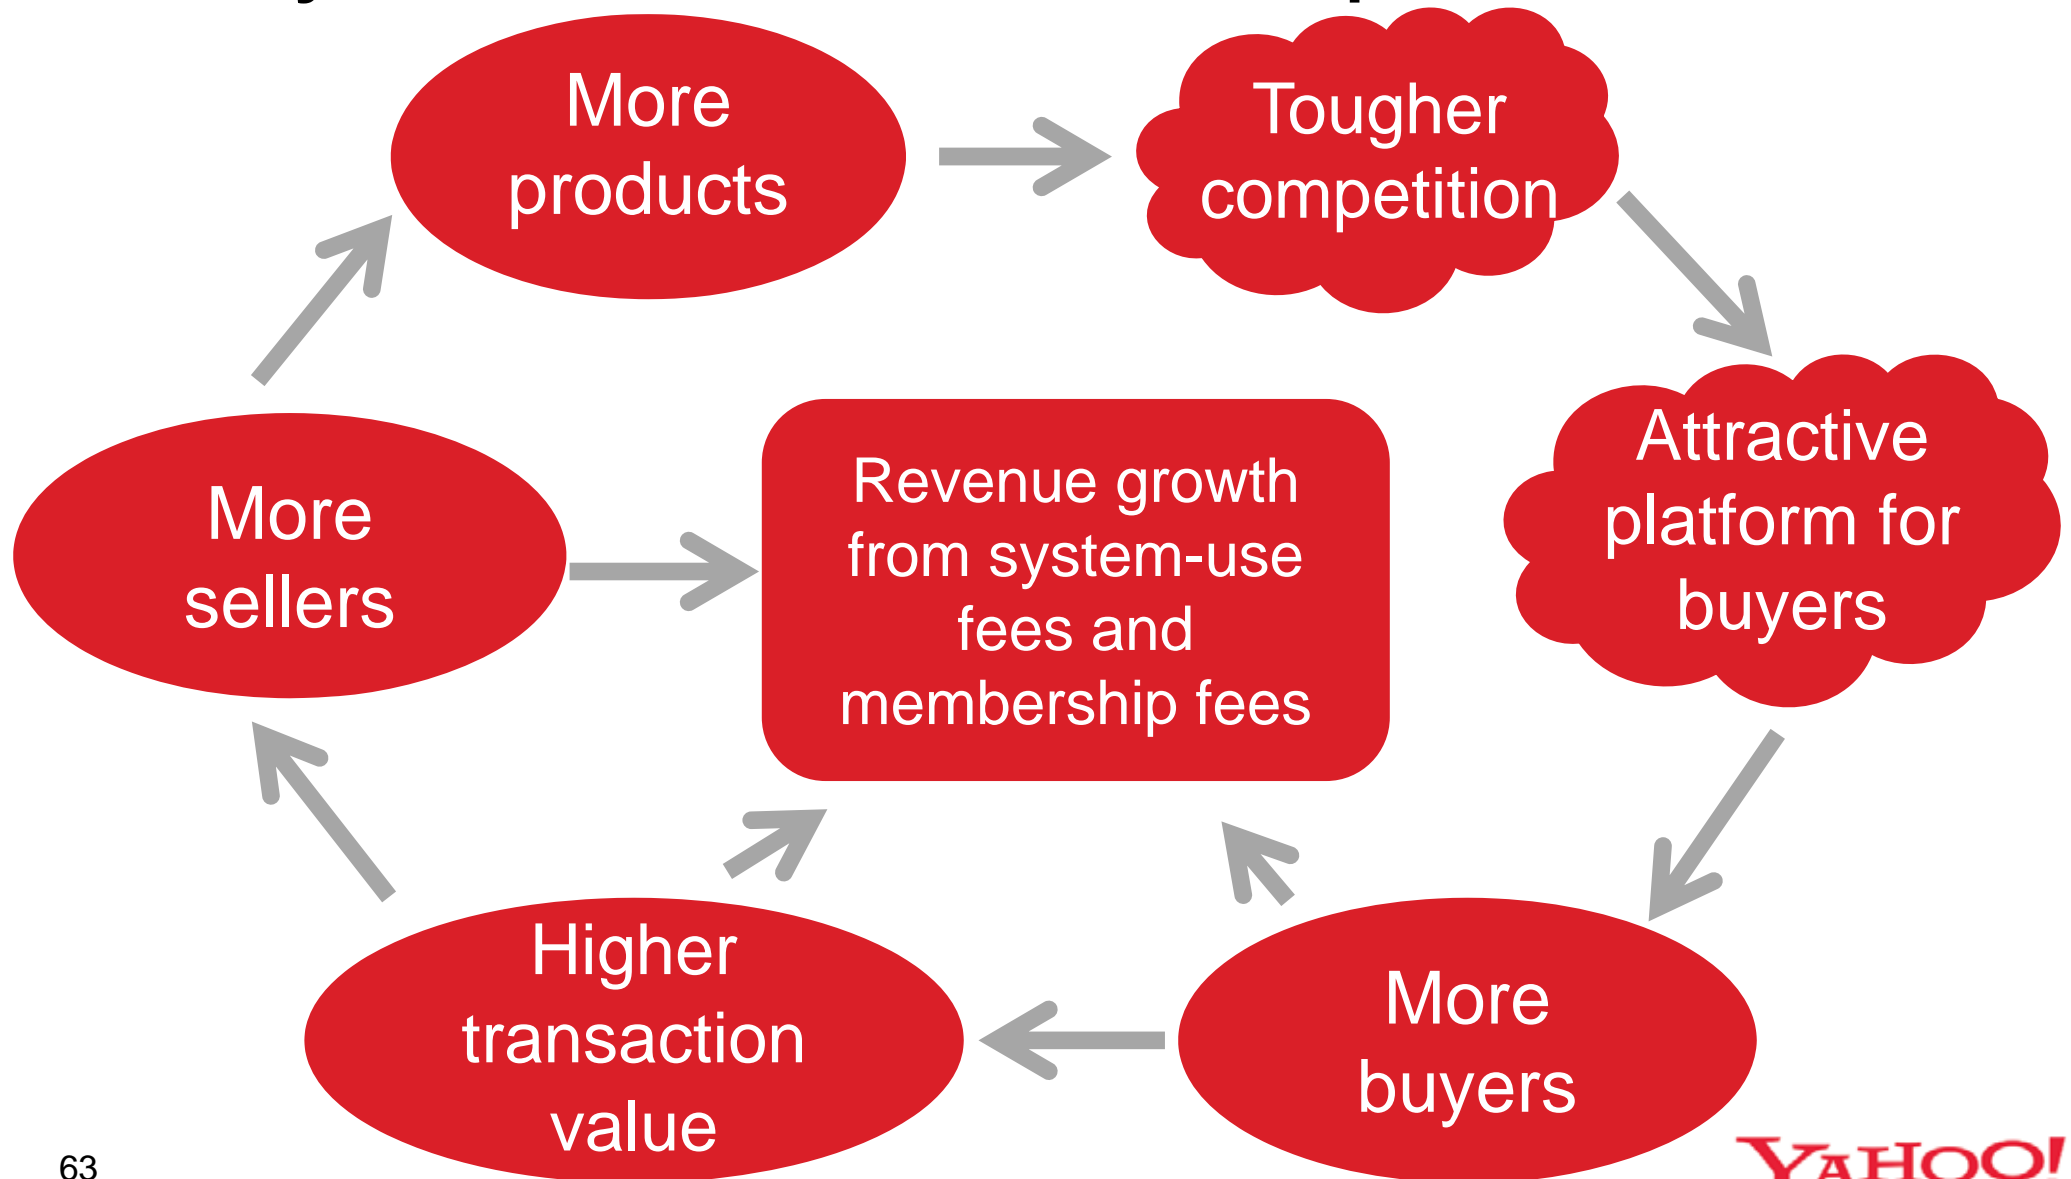 More
products
Tougher
competition
Attractive
platform for
buyers
More
sellers
Revenue growth
from system-use
fees and
membership fees
Higher
transaction
value
More
buyers
63
YAHOO!